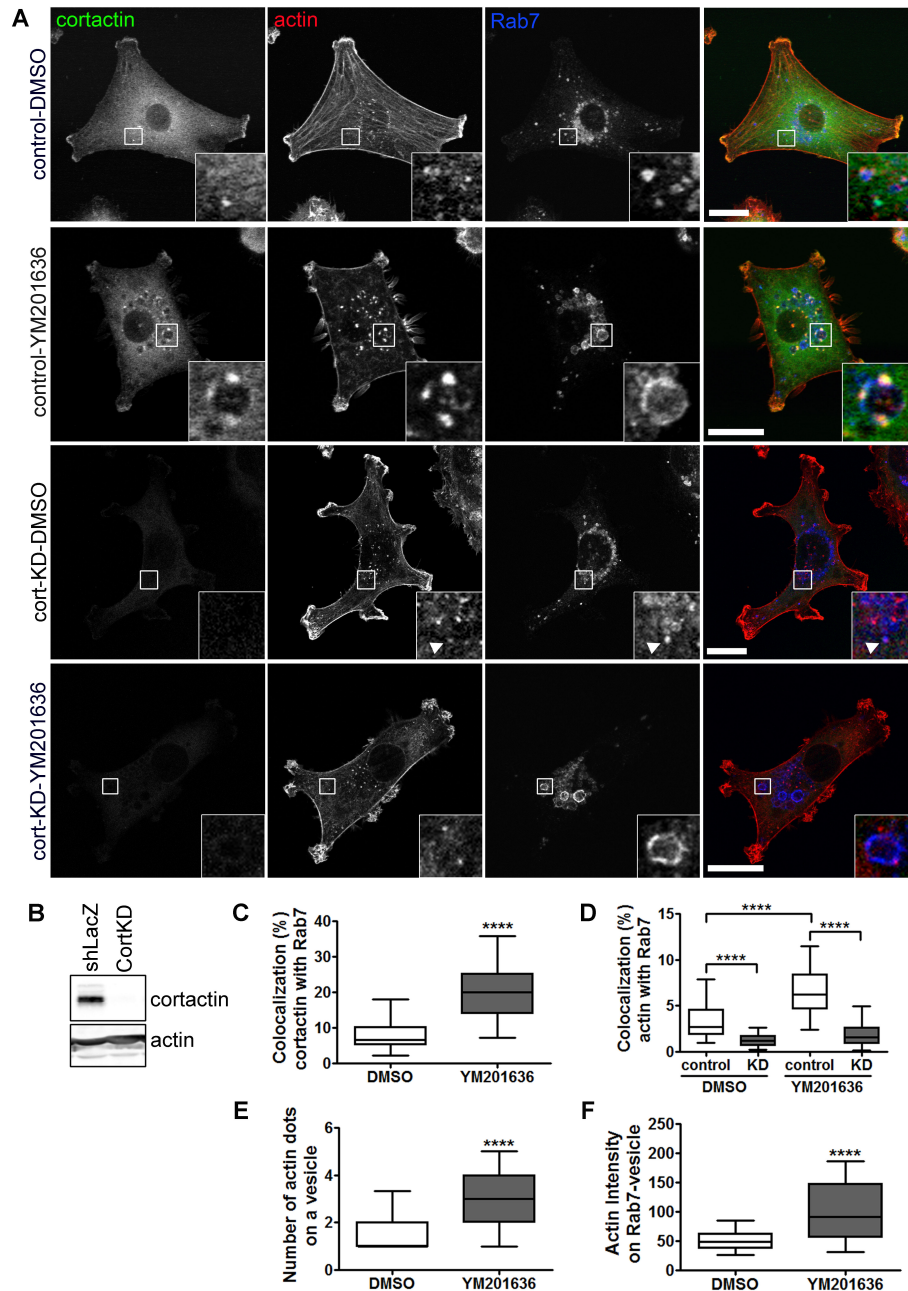 A
cortactin
actin
Rab7
control-DMSO
control-YM201636
cort-KD-DMSO
cort-KD-YM201636
B
shLacZ
CortKD
cortactin
actin
C
Colocalization (%)
cortactin with Rab7
40
30
20
10
0
****
DMSO
YM201636
D
Colocalization (%)
actin with Rab7
15
10
5
0
****
****
****
control
KD
control
KD
DMSO
YM201636
E
Number of actin dots
on a vesicle
6
4
2
0
****
DMSO
YM201636
F
Actin Intensity
on Rab7-vesicle
250
200
150
100
50
0
****
DMSO
YM201636